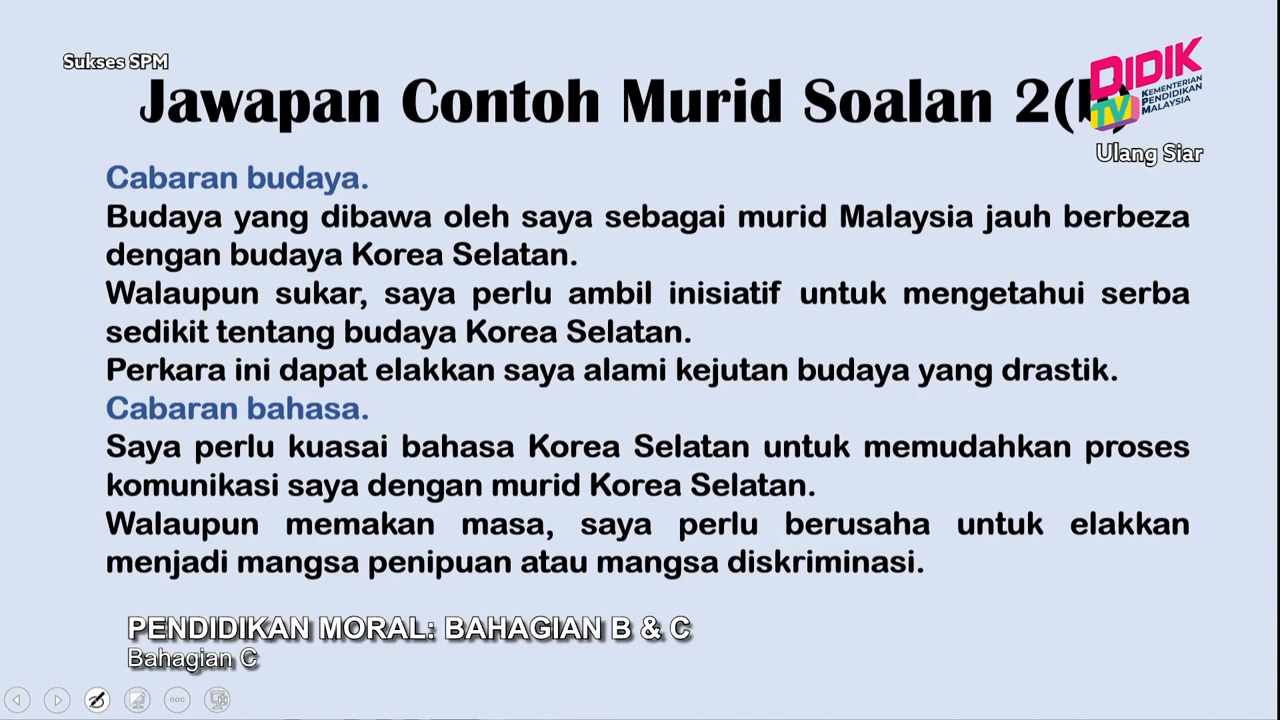 Sukses SPM
Jawapan Contoh Murid Soalan 2(b)
DIDIK
TV
KEMENTERIAN
PENDIDIKAN
MALAYSIA
Ulang Siar
Cabaran budaya.
Budaya yang dibawa oleh saya sebagai murid Malaysia jauh berbeza
dengan budaya Korea Selatan.
Walaupun sukar, saya perlu ambil inisiatif untuk mengetahui serba
sedikit tentang budaya Korea Selatan.
Perkara ini dapat elakkan saya alami kejutan budaya yang drastik.
Cabaran bahasa.
Saya perlu kuasai bahasa Korea Selatan untuk memudahkan proses
komunikasi saya dengan murid Korea Selatan.
Walaupun memakan masa, saya perlu berusaha untuk elakkan
menjadi mangsa penipuan atau mangsa diskriminasi.
PENDIDIKAN MORAL: BAHAGIAN B & C
Bahagian C